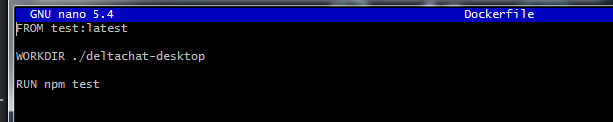 GNU nano 5.4 Dockerfile
FROM test:latest
WORKDIR ./deltachat-desktop
RUN npm test